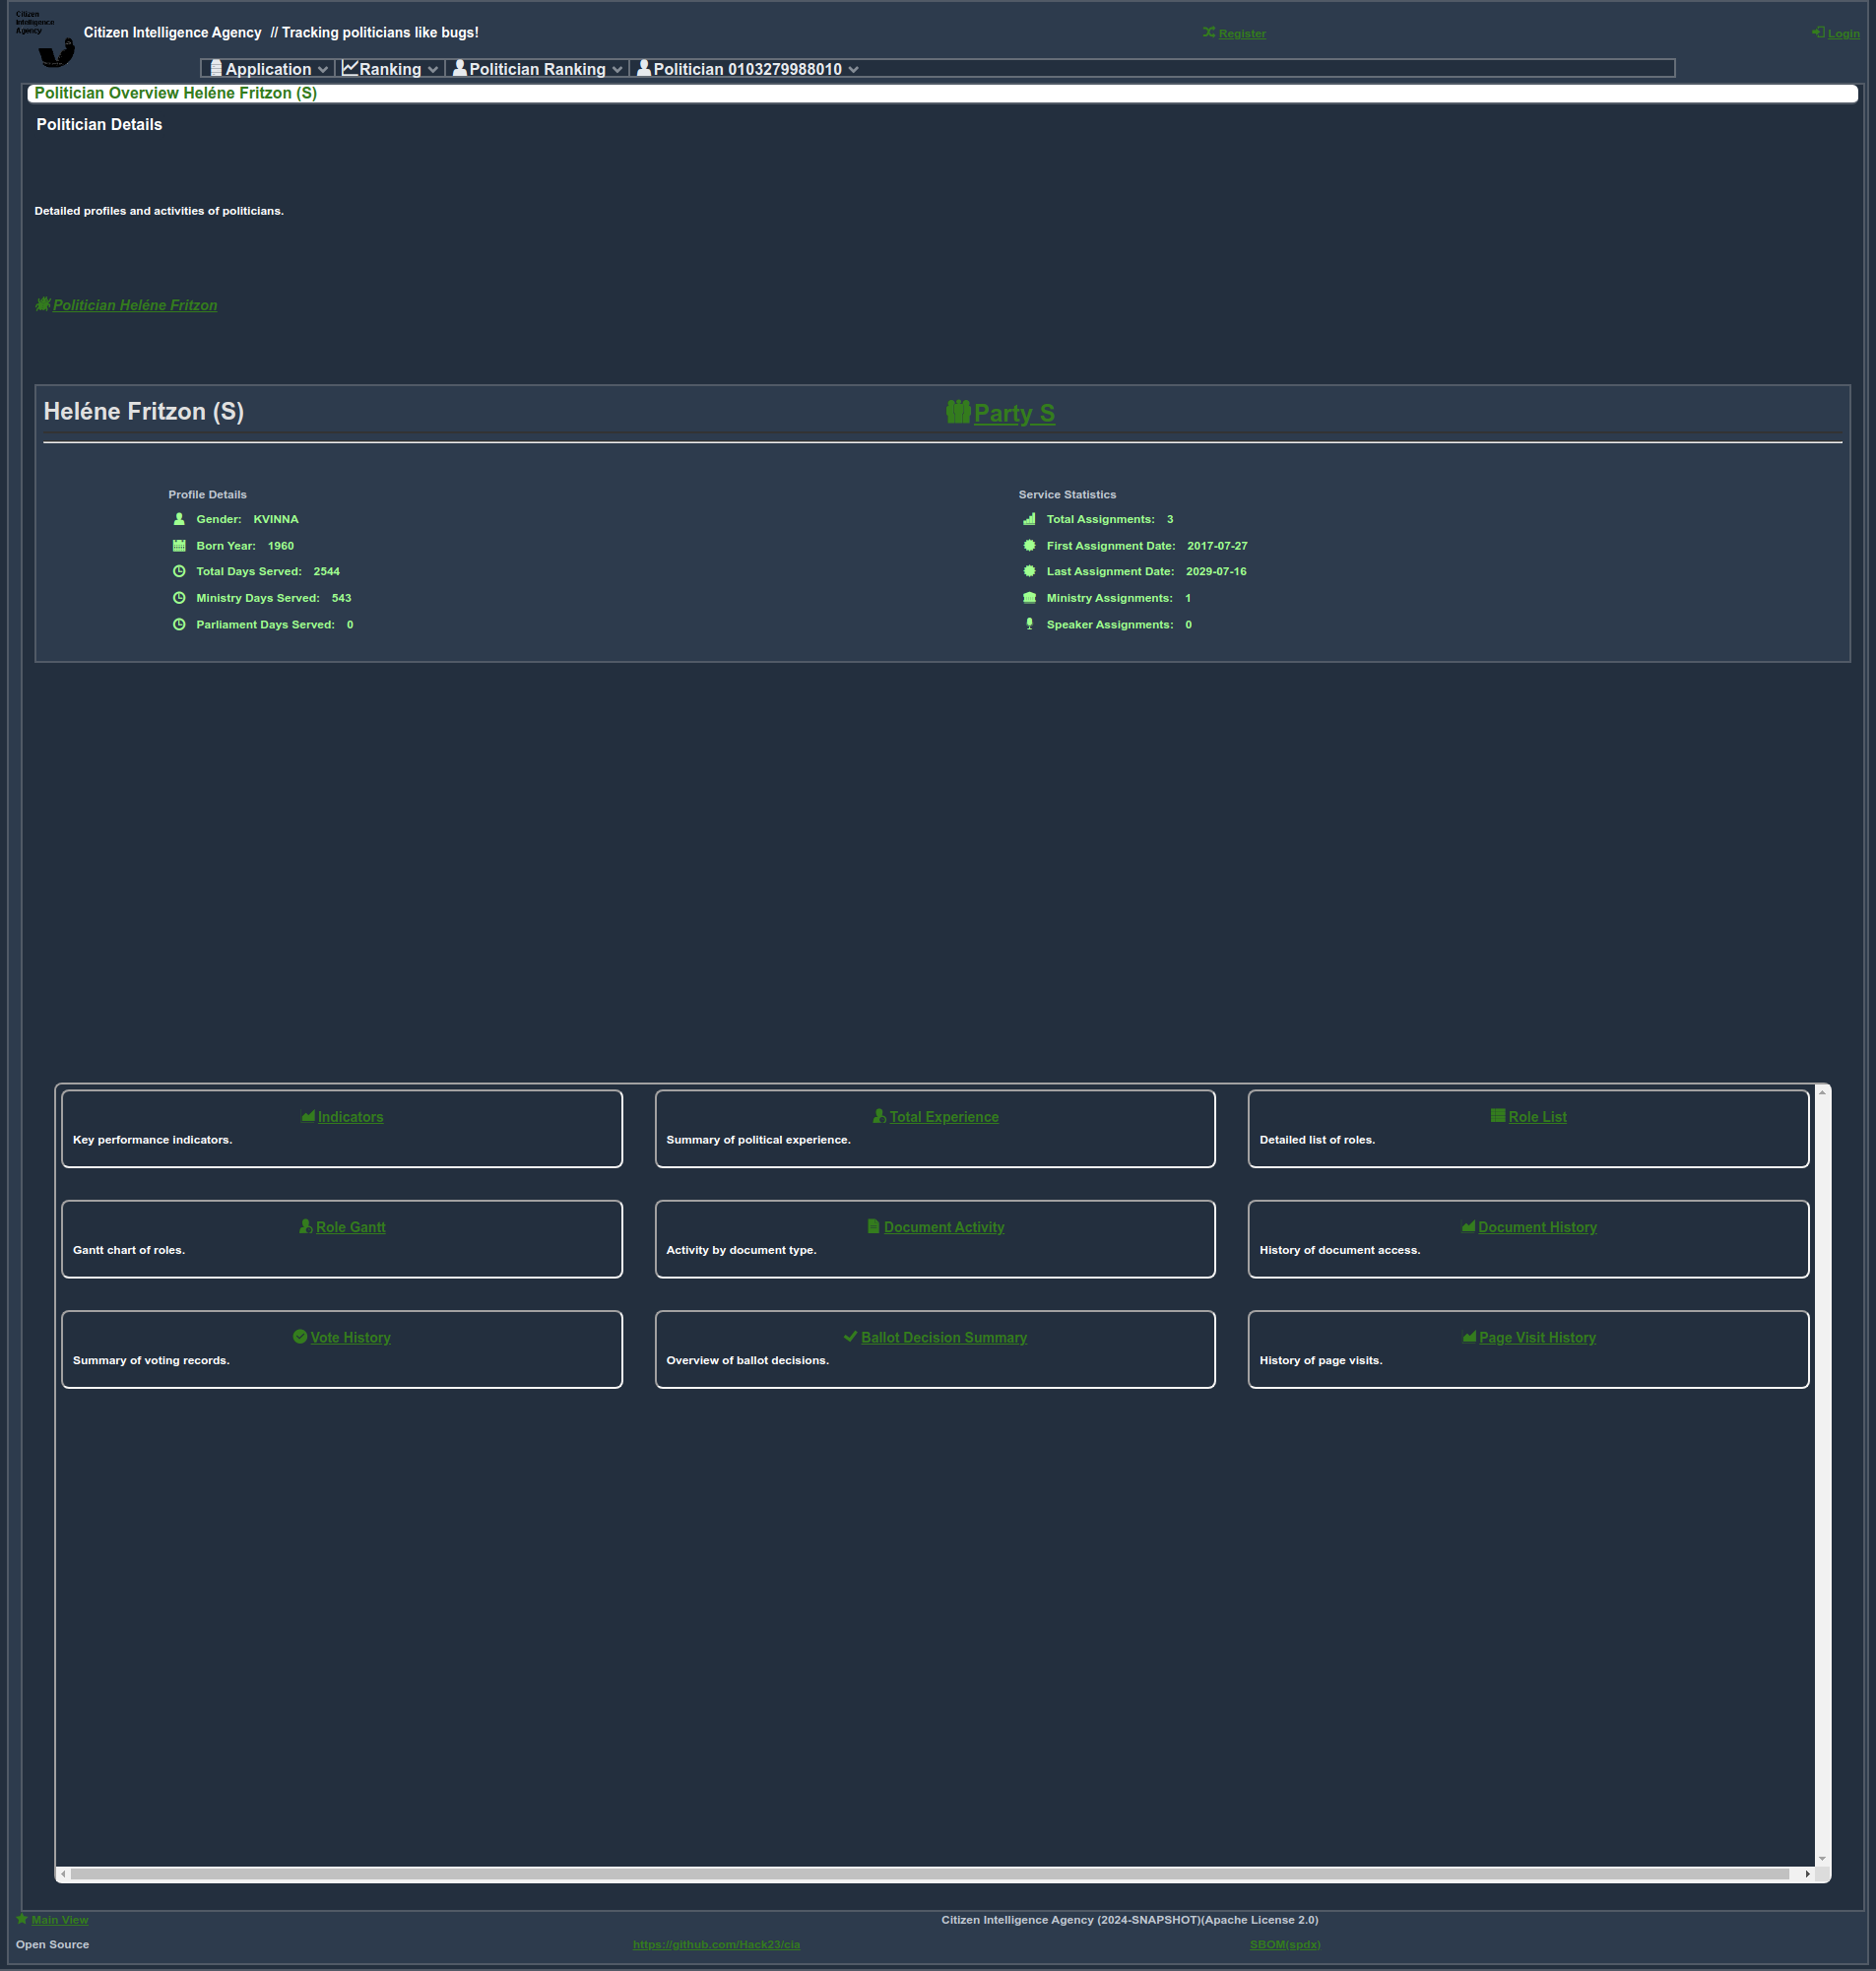 Citizen
Intelligence
Agency
Citizen Intelligence Agency // Tracking politicians like bugs!
Register
Login
Application
Ranking
Politician Ranking
Politician 0103279988010
Politician Overview Heléne Fritzon (S)
Politician Details
Detailed profiles and activities of politicians.
Politician Heléne Fritzon
Heléne Fritzon (S)
Party S
Profile Details
Gender: KVINNA
Born Year: 1960
Total Days Served: 2544
Ministry Days Served: 543
Parliament Days Served: 0
Service Statistics
Total Assignments: 3
First Assignment Date: 2017-07-27
Last Assignment Date: 2029-07-16
Ministry Assignments: 1
Speaker Assignments: 0
Indicators
Key performance indicators.
Total Experience
Summary of political experience.
Role List
Detailed list of roles.
Role Gantt
Gantt chart of roles.
Document Activity
Activity by document type.
Document History
History of document access.
Vote History
Summary of voting records.
Ballot Decision Summary
Overview of ballot decisions.
Page Visit History
History of page visits.
Main View
Citizen Intelligence Agency (2024-SNAPSHOT)(Apache License 2.0)
Open Source
https://github.com/Hack23/cia
SBOM(spdx)